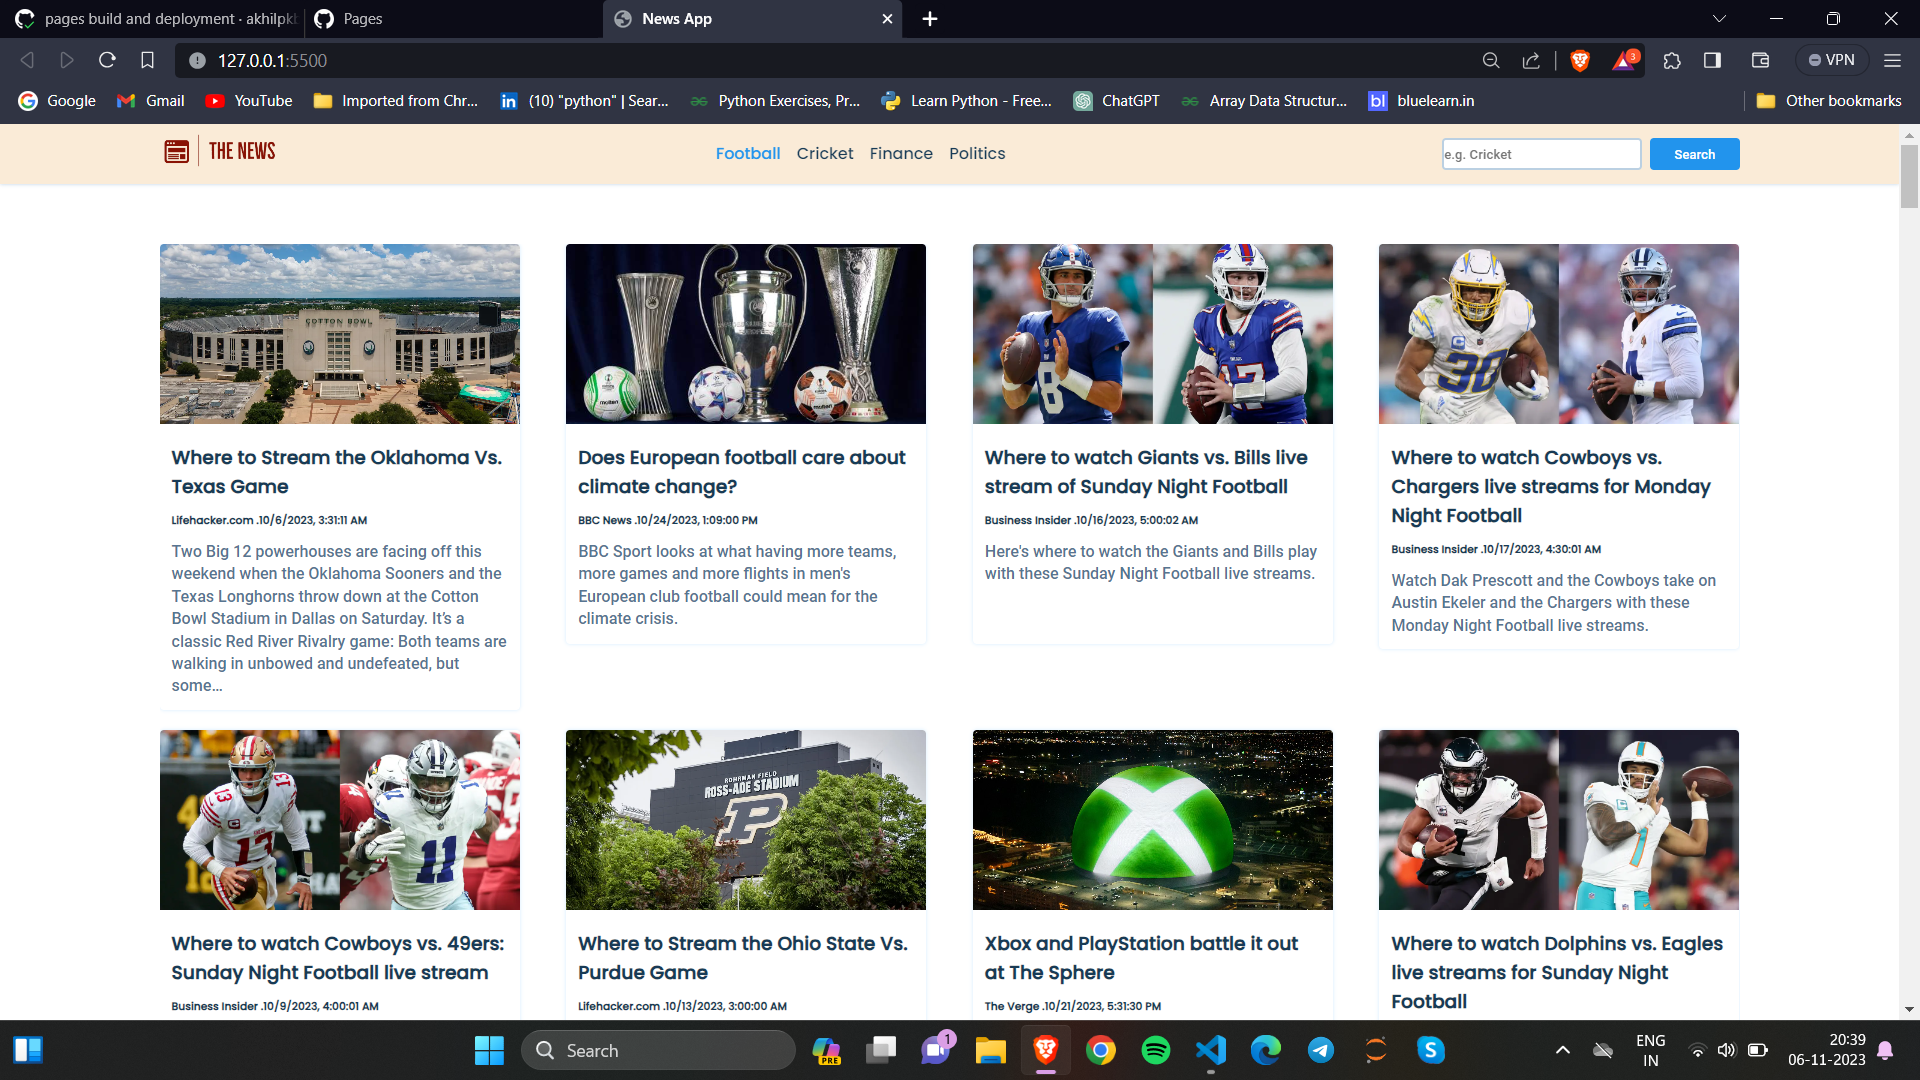 pages build and deployment · akhilpkb
Pages
News App
127.0.0.1:5500
3
VPN
Google
Gmail
YouTube
Imported from Chr...
(10) "python" | Sear...
Python Exercises, Pr...
Learn Python - Free...
ChatGPT
Array Data Structur...
bl
bluelearn.in
Other bookmarks
THE NEWS
Football Cricket Finance Politics
e.g. Cricket
Search
COTTON BOWL
Where to Stream the Oklahoma Vs.
Texas Game
Lifehacker.com .10/6/2023, 3:31:11 AM
Two Big 12 powerhouses are facing off this
weekend when the Oklahoma Sooners and the
Texas Longhorns throw down at the Cotton
Bowl Stadium in Dallas on Saturday. It’s a
classic Red River Rivalry game: Both teams are
walking in unbowed and undefeated, but
some…
Does European football care about
climate change?
BBC News .10/24/2023, 1:09:00 PM
BBC Sport looks at what having more teams,
more games and more flights in men's
European club football could mean for the
climate crisis.
8
17
Where to watch Giants vs. Bills live
stream of Sunday Night Football
Business Insider .10/16/2023, 5:00:02 AM
Here's where to watch the Giants and Bills play
with these Sunday Night Football live streams.
30
4
Where to watch Cowboys vs.
Chargers live streams for Monday
Night Football
Business Insider .10/17/2023, 4:30:01 AM
Watch Dak Prescott and the Cowboys take on
Austin Ekeler and the Chargers with these
Monday Night Football live streams.
13
11
Where to watch Cowboys vs. 49ers:
Sunday Night Football live stream
Business Insider .10/9/2023, 4:00:01 AM
ROHRMAN FIELD
ROSS-ADE STADIUM
P
Where to Stream the Ohio State Vs.
Purdue Game
Lifehacker.com .10/13/2023, 3:00:00 AM
Xbox and PlayStation battle it out
at The Sphere
The Verge .10/21/2023, 5:31:30 PM
1
1
Where to watch Dolphins vs. Eagles
live streams for Sunday Night
Football
Search
PRE
1
ENG
IN
20:39
06-11-2023